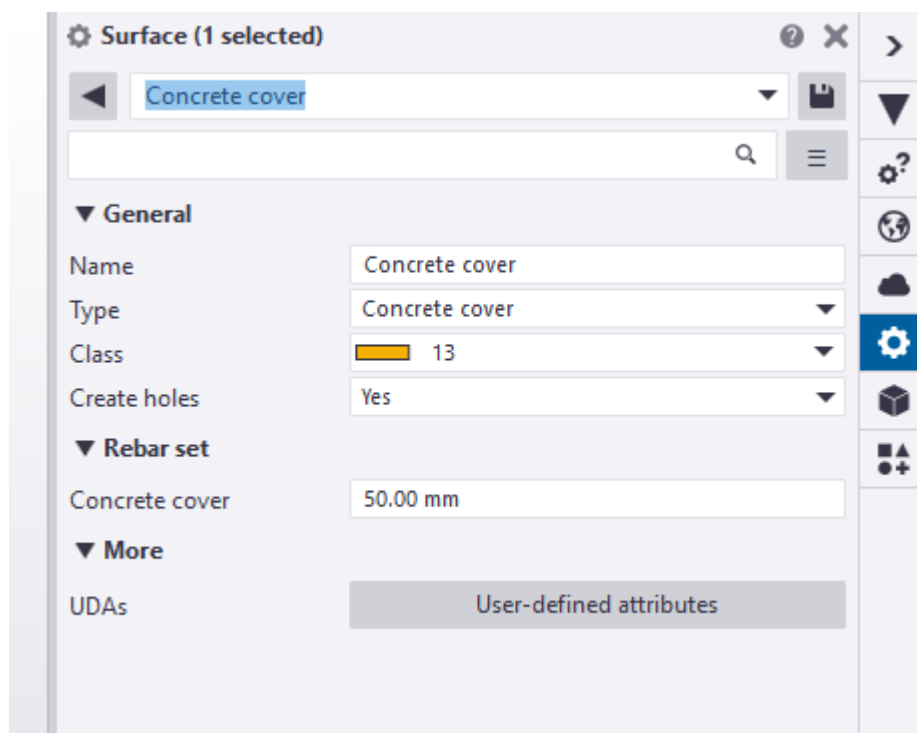 Surface (1 selected)
Concrete cover
General
Name Concrete cover
Type Concrete cover
Class 13
Create holes Yes
Rebar set
Concrete cover 50.00 mm
More
UDAs User-defined attributes